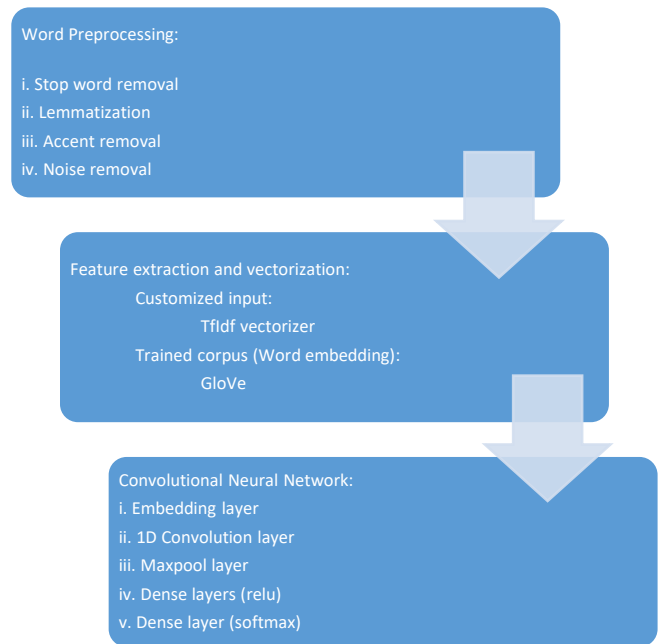 Word Preprocessing:
i. Stop word removal
ii. Lemmatization
iii. Accent removal
iv. Noise removal
Feature extraction and vectorization:
Customized input:
TfIdf vectorizer
Trained corpus (Word embedding):
GloVe
Convolutional Neural Network:
i. Embedding layer
ii. 1D Convolution layer
iii. Maxpool layer
iv. Dense layers (relu)
v. Dense layer (softmax)